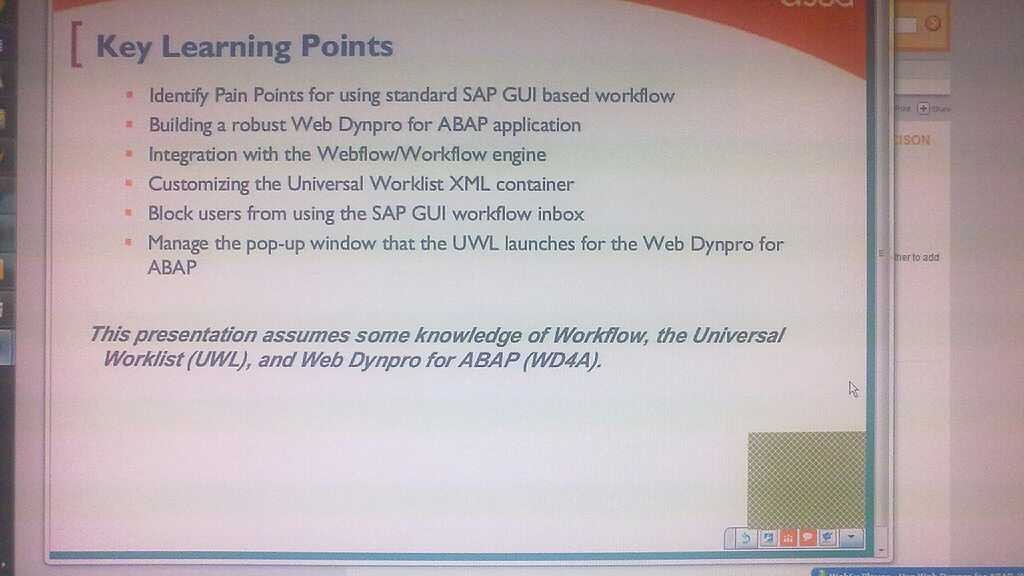 Key Learning Points
Identify Pain Points for using standard SAP GUI based workflow
Building a robust Web Dynpro for ABAP application
Integration with the Webflow/Workflow engine
Customizing the Universal Worklist XML container
Block users from using the SAP GUI workflow inbox
Manage the pop-up window that the UWL launches for the Web Dynpro for
ABAP
This presentation assumes some knowledge of Workflow, the Universal
Worklist (UWL), and Web Dynpro for ABAP (WD4A).
Share
to add